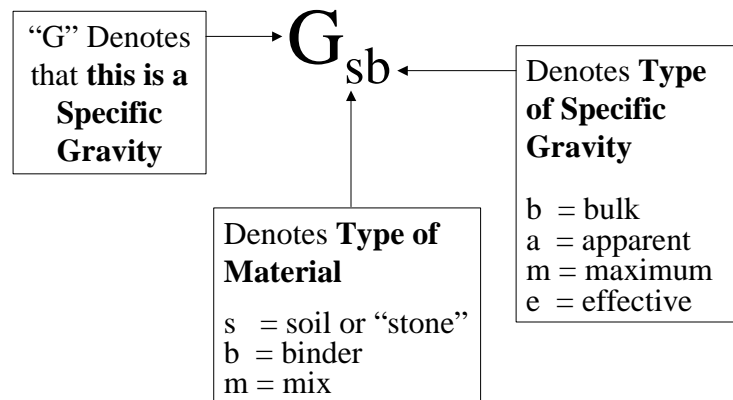 “G” Denotes
that this is a
Specific
Gravity
Gsb
Denotes Type
of Specific
Gravity
b = bulk
a = apparent
m = maximum
e = effective
Denotes Type of
Material
s = soil or “stone”
b = binder
m = mix